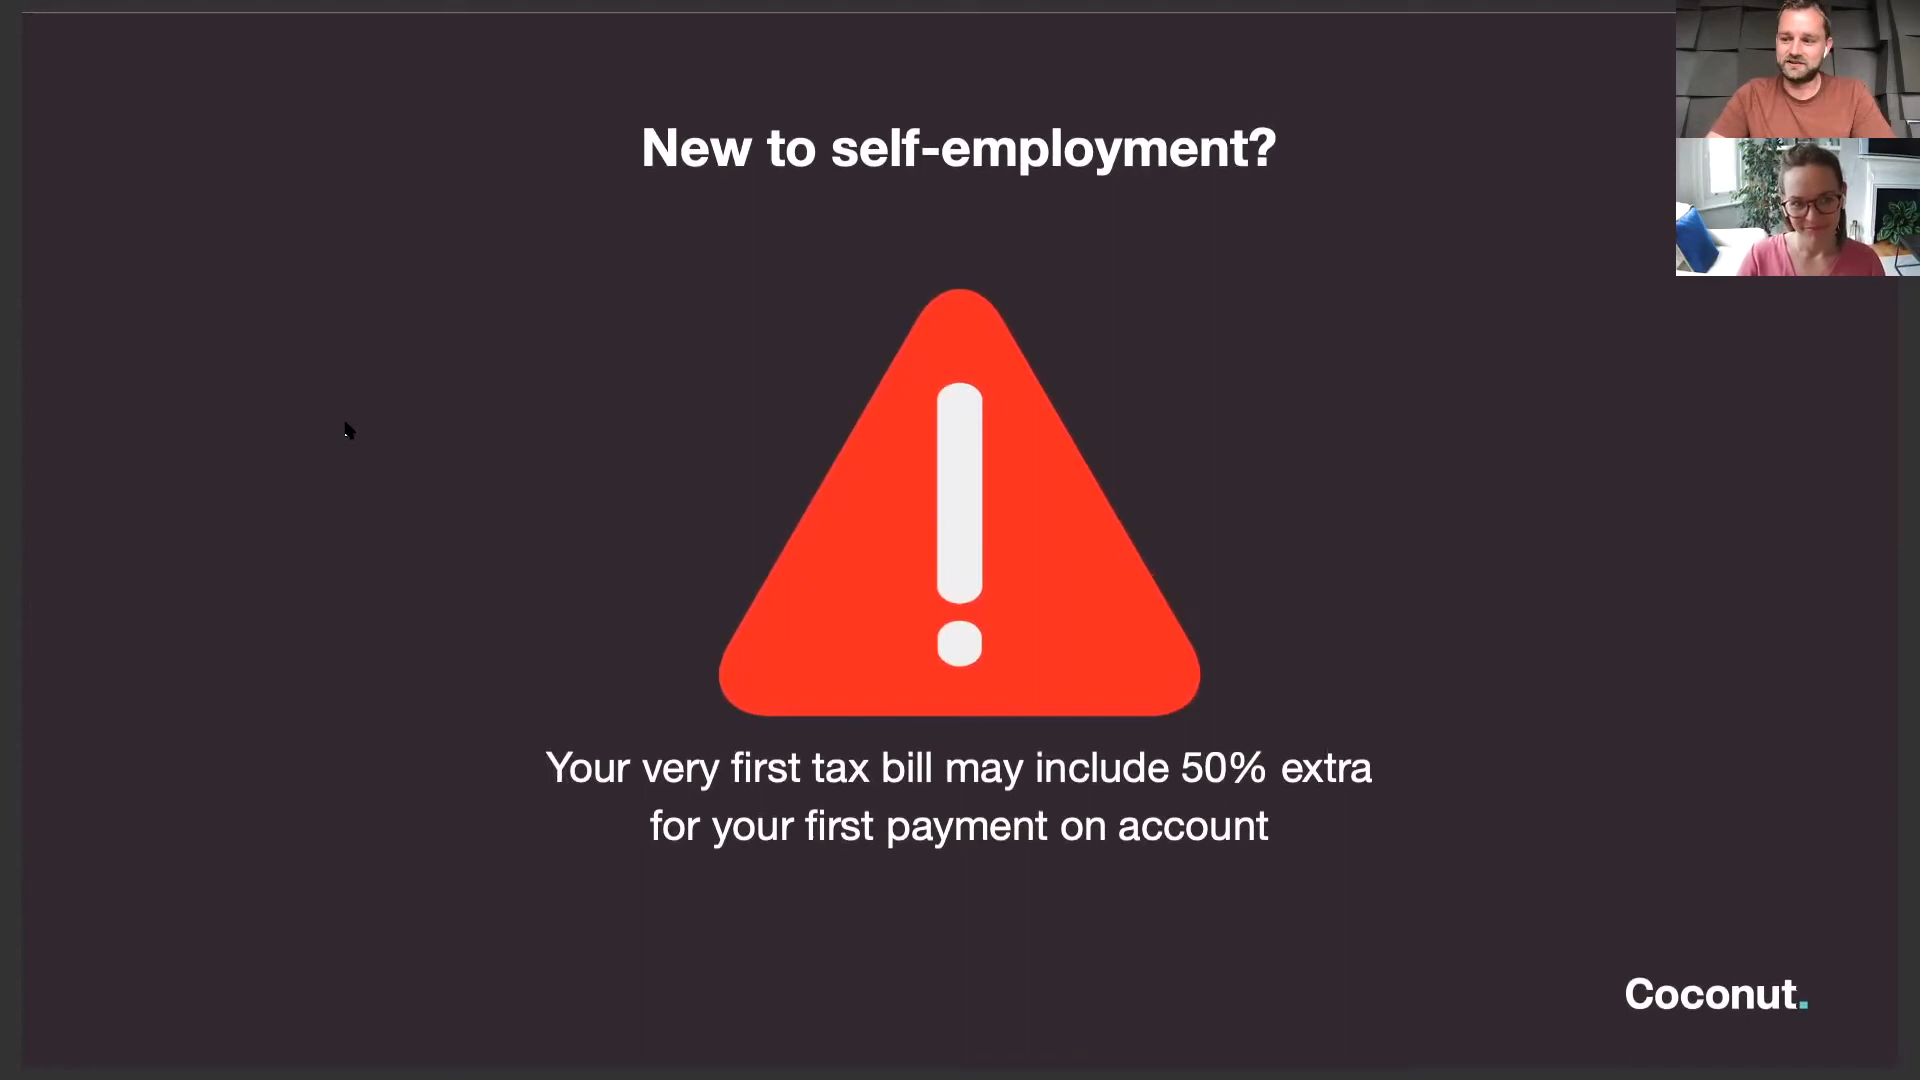 New to self-employment?
Your very first tax bill may include 50% extra
for your first payment on account
Coconut.